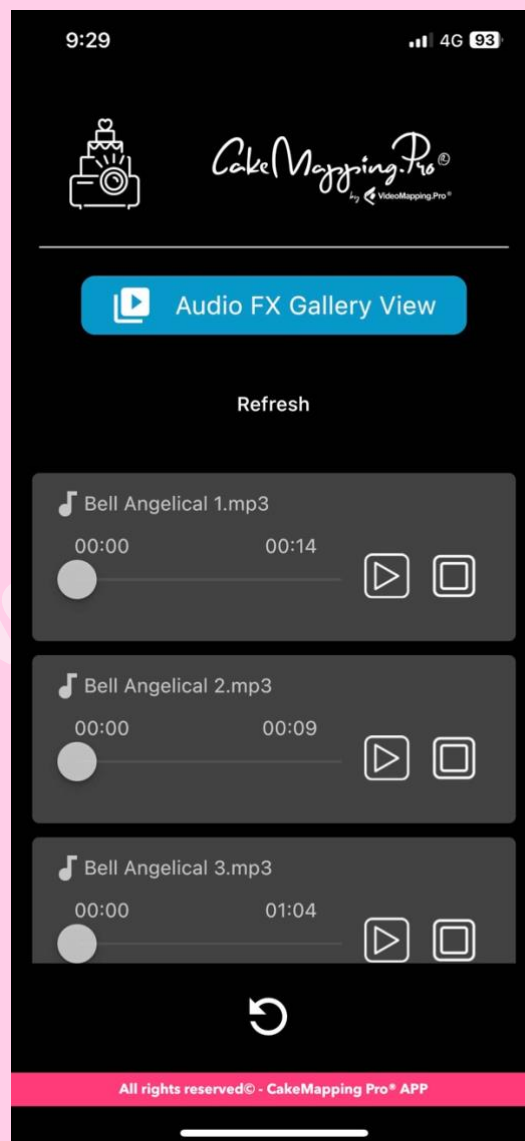 9:29
4G 93
CakeMapping.Pro®
by VideoMapping.Pro®
Audio FX Gallery View
Refresh
Bell Angelical 1.mp3
00:00 00:14
Bell Angelical 2.mp3
00:00 00:09
Bell Angelical 3.mp3
00:00 01:04
All rights reserved© - CakeMapping Pro® APP